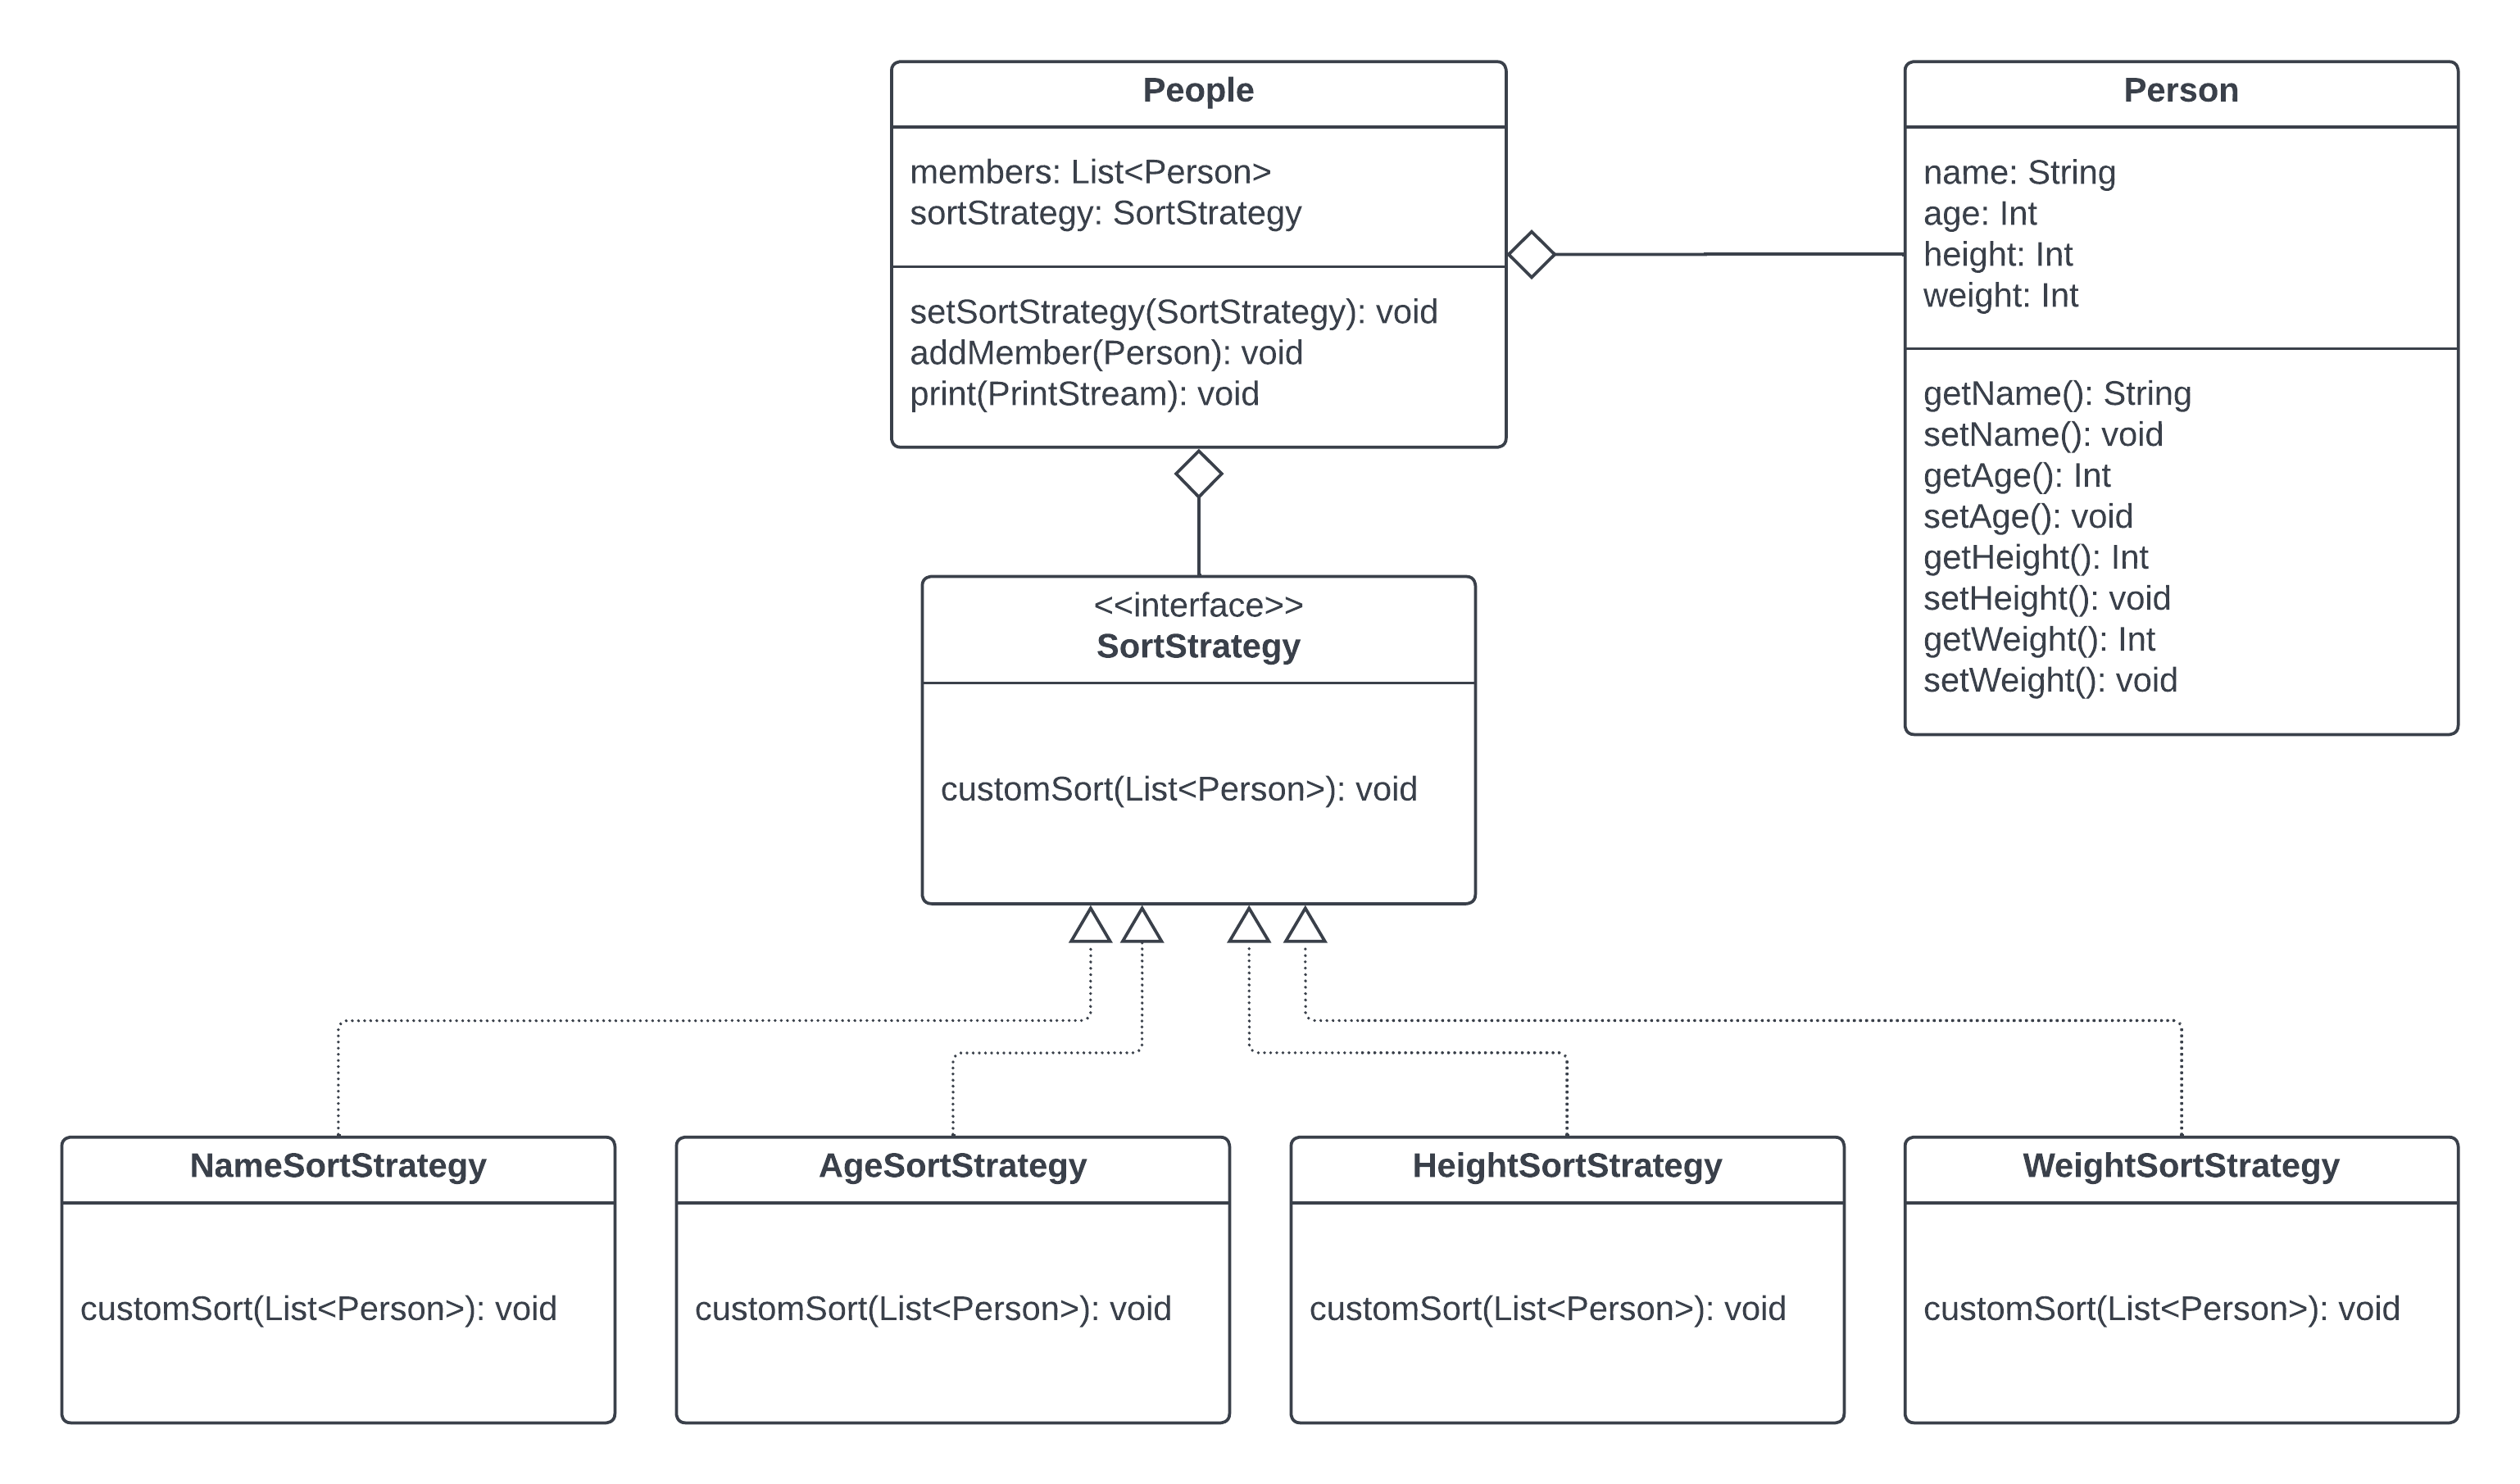 People
members: List<Person>
sortStrategy: SortStrategy
setSortStrategy(SortStrategy): void
addMember(Person): void
print(PrintStream): void
Person
name: String
age: Int
height: Int
weight: Int
getName(): String
setName(): void
getAge(): Int
setAge(): void
getHeight(): Int
setHeight(): void
getWeight(): Int
setWeight(): void
<<interface>>
SortStrategy
customSort(List<Person>): void
NameSortStrategy
customSort(List<Person>): void
AgeSortStrategy
customSort(List<Person>): void
HeightSortStrategy
customSort(List<Person>): void
WeightSortStrategy
customSort(List<Person>): void